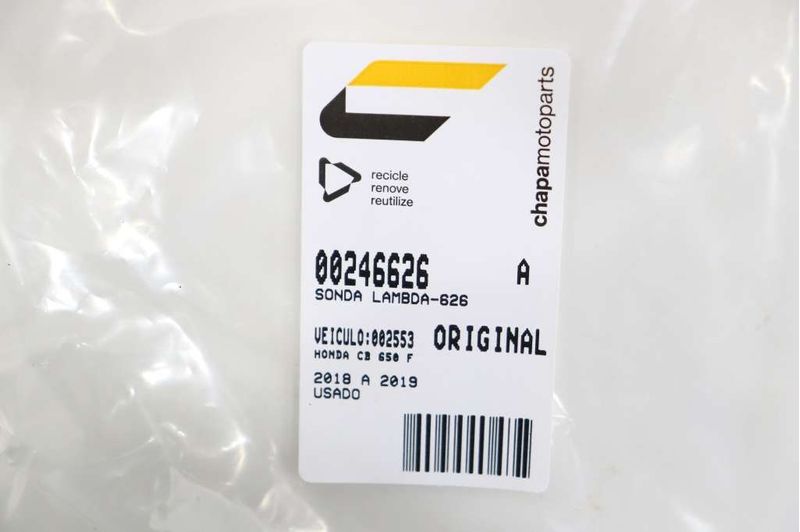 chapamotoparts
recicle
renove
reutilize
00246626 A
SONDA LAMBDA-626
VEICULO:002553 ORIGINAL
HONDA CB 650 F
2018 A 2019
USADO